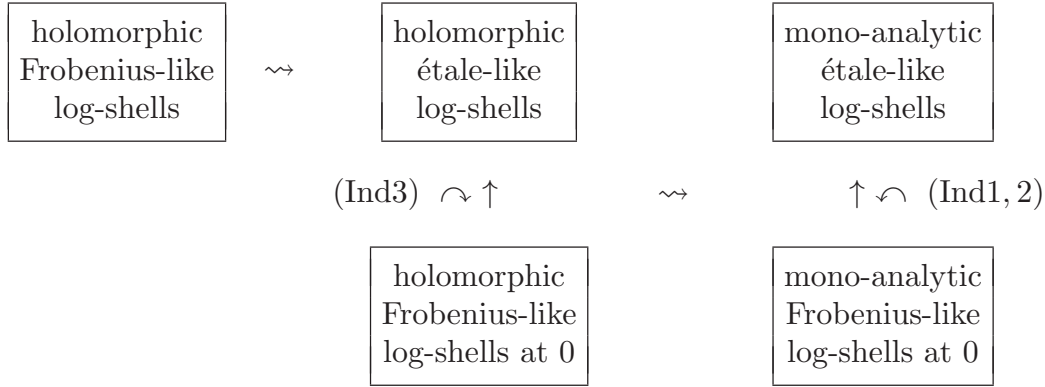 holomorphic
Frobenius-like
log-shells
⇝
holomorphic
étale-like
log-shells
mono-analytic
étale-like
log-shells
(Ind3) ↷ ↑
⇝
↑ ↶ (Ind1, 2)
holomorphic
Frobenius-like
log-shells at 0
mono-analytic
Frobenius-like
log-shells at 0